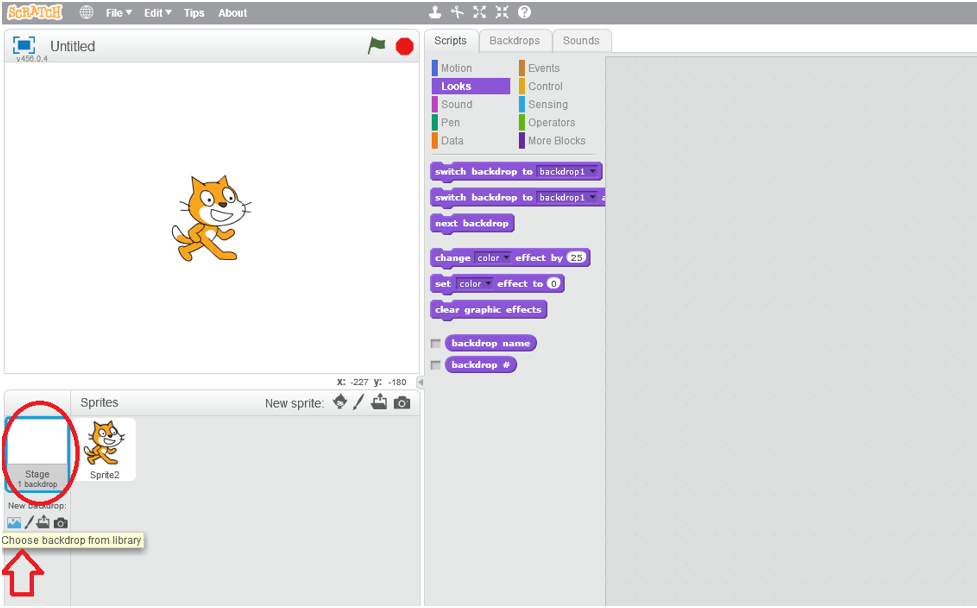 SCRATCH File Edit Tips About
Untitled
v456.0.4
Scripts Backdrops Sounds
Motion Events
Looks Control
Sound Sensing
Pen Operators
Data More Blocks
switch backdrop to backdrop1
switch backdrop to backdrop1
next backdrop
change color effect by 25
set color effect to 0
clear graphic effects
backdrop name
backdrop #
x: -227 y: -180
Sprites New sprite:
Stage
1 backdrop
Sprite2
New backdrop:
Choose backdrop from library